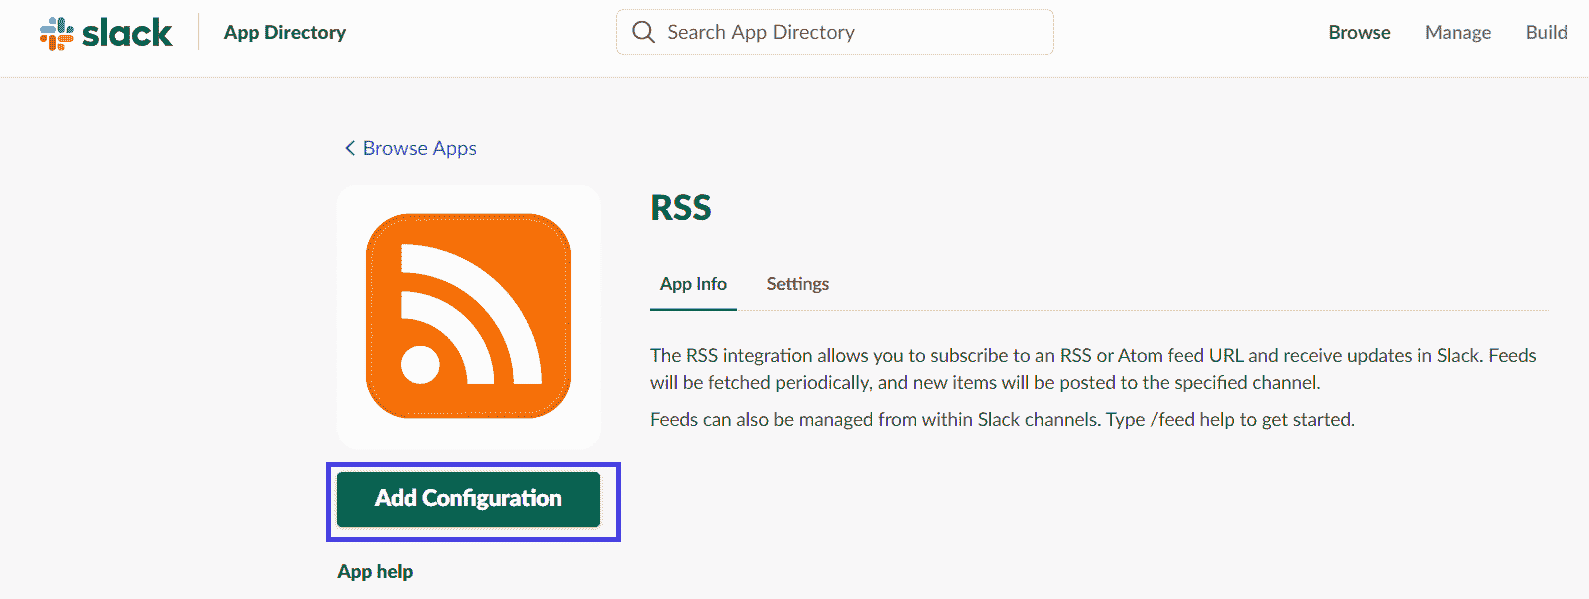 slack
App Directory
Search App Directory
Browse
Manage
Build
Browse Apps
RSS
App Info
Settings
The RSS integration allows you to subscribe to an RSS or Atom feed URL and receive updates in Slack. Feeds
will be fetched periodically, and new items will be posted to the specified channel.
Feeds can also be managed from within Slack channels. Type /feed help to get started.
Add Configuration
App help